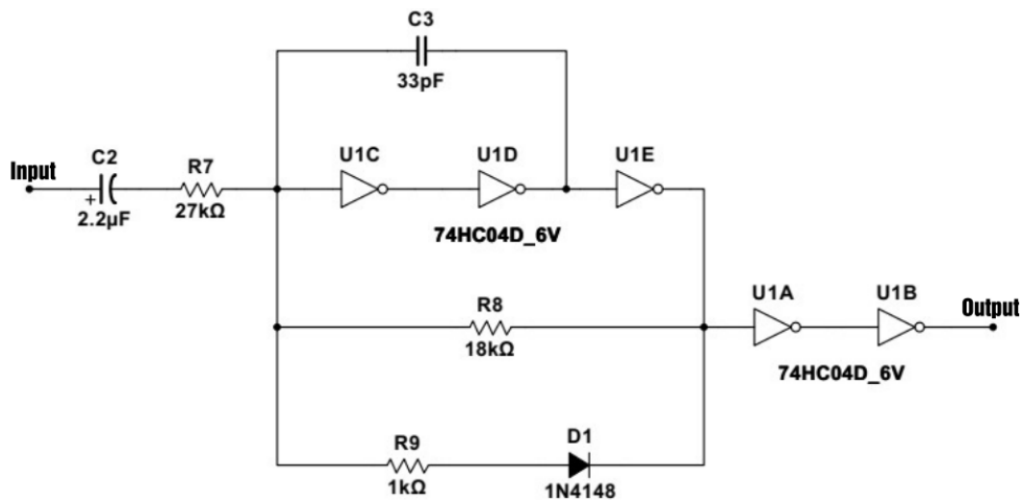 C3
33pF
Input
C2
+
2.2µF
R7
27kΩ
U1C
U1D
U1E
74HC04D_6V
R8
18kΩ
U1A
U1B
Output
74HC04D_6V
R9
1kΩ
D1
1N4148